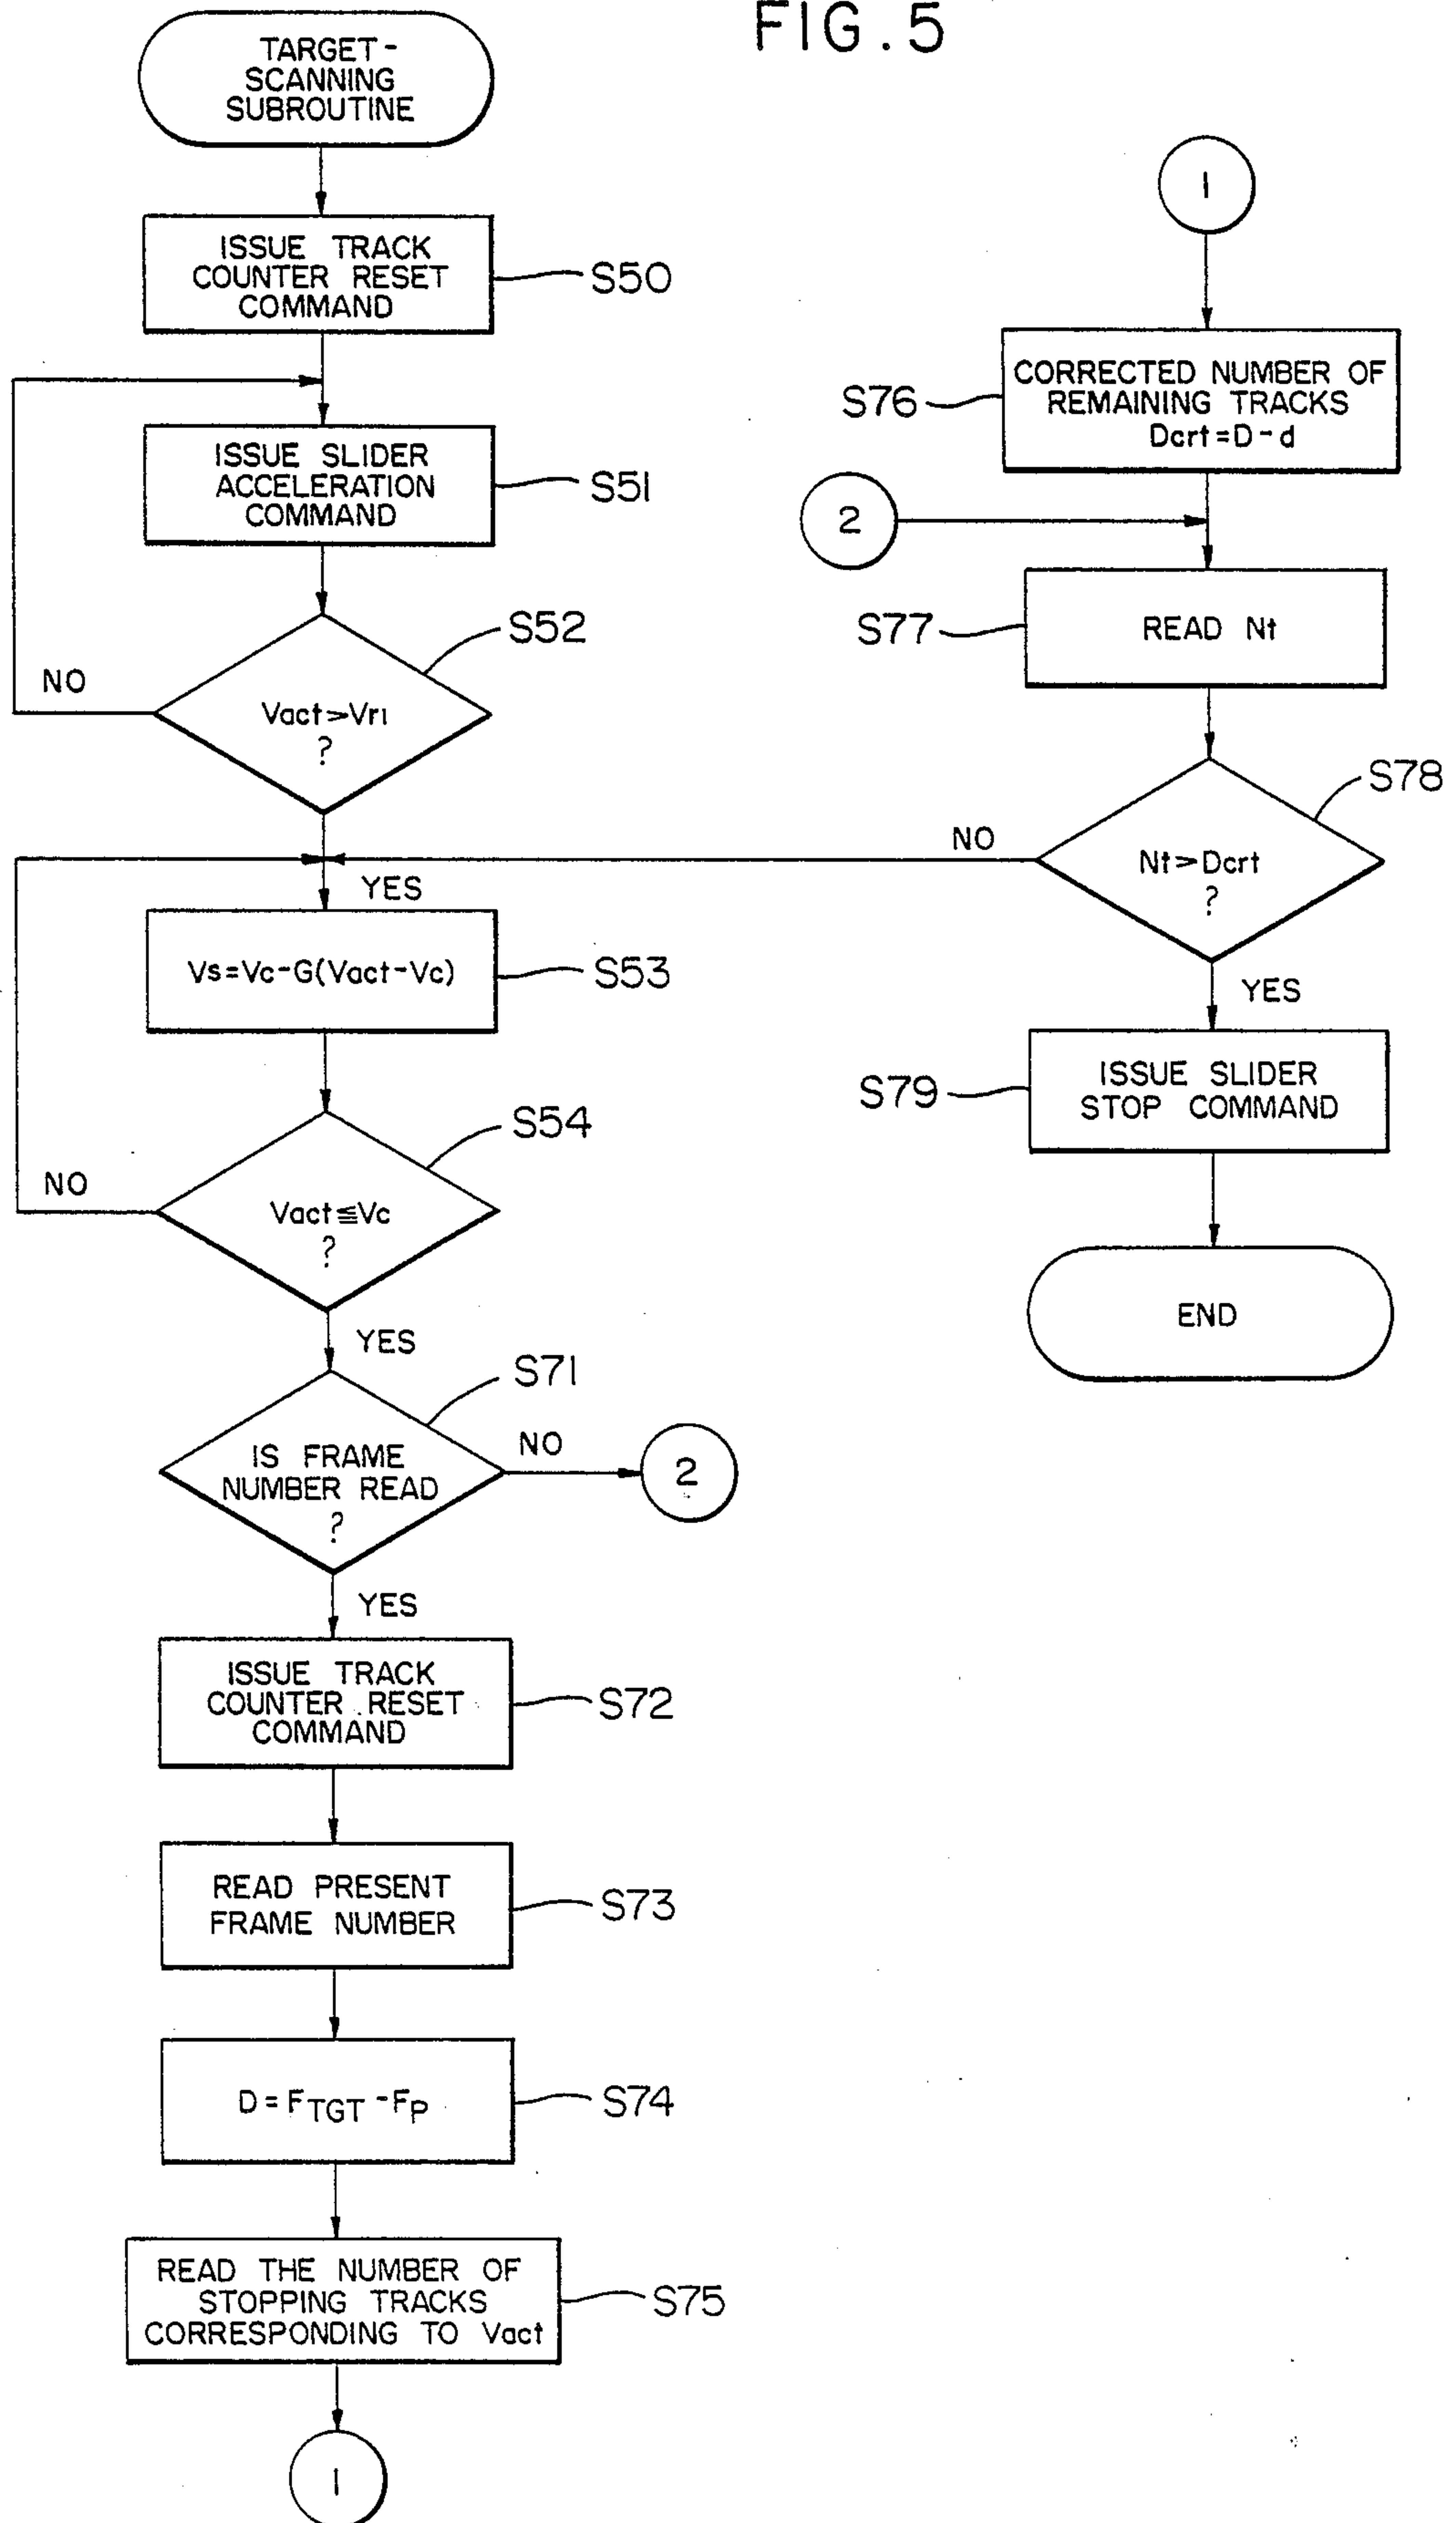 FIG. 5
TARGET-
SCANNING
SUBROUTINE
ISSUE TRACK
COUNTER RESET
COMMAND
S50
ISSUE SLIDER
ACCELERATION
COMMAND
S51
S52
NO
Vact>Vr1
?
YES
Vs=Vc-G(Vact-Vc)
S53
S54
NO
Vact≦Vc
?
YES
S71
IS FRAME
NUMBER READ
?
NO
2
YES
ISSUE TRACK
COUNTER RESET
COMMAND
S72
READ PRESENT
FRAME NUMBER
S73
D=FTGT-FP
S74
READ THE NUMBER OF
STOPPING TRACKS
CORRESPONDING TO Vact
S75
1
1
CORRECTED NUMBER OF
REMAINING TRACKS
Dcrt=D-d
S76
2
READ Nt
S77
S78
NO
Nt>Dcrt
?
YES
ISSUE SLIDER
STOP COMMAND
S79
END